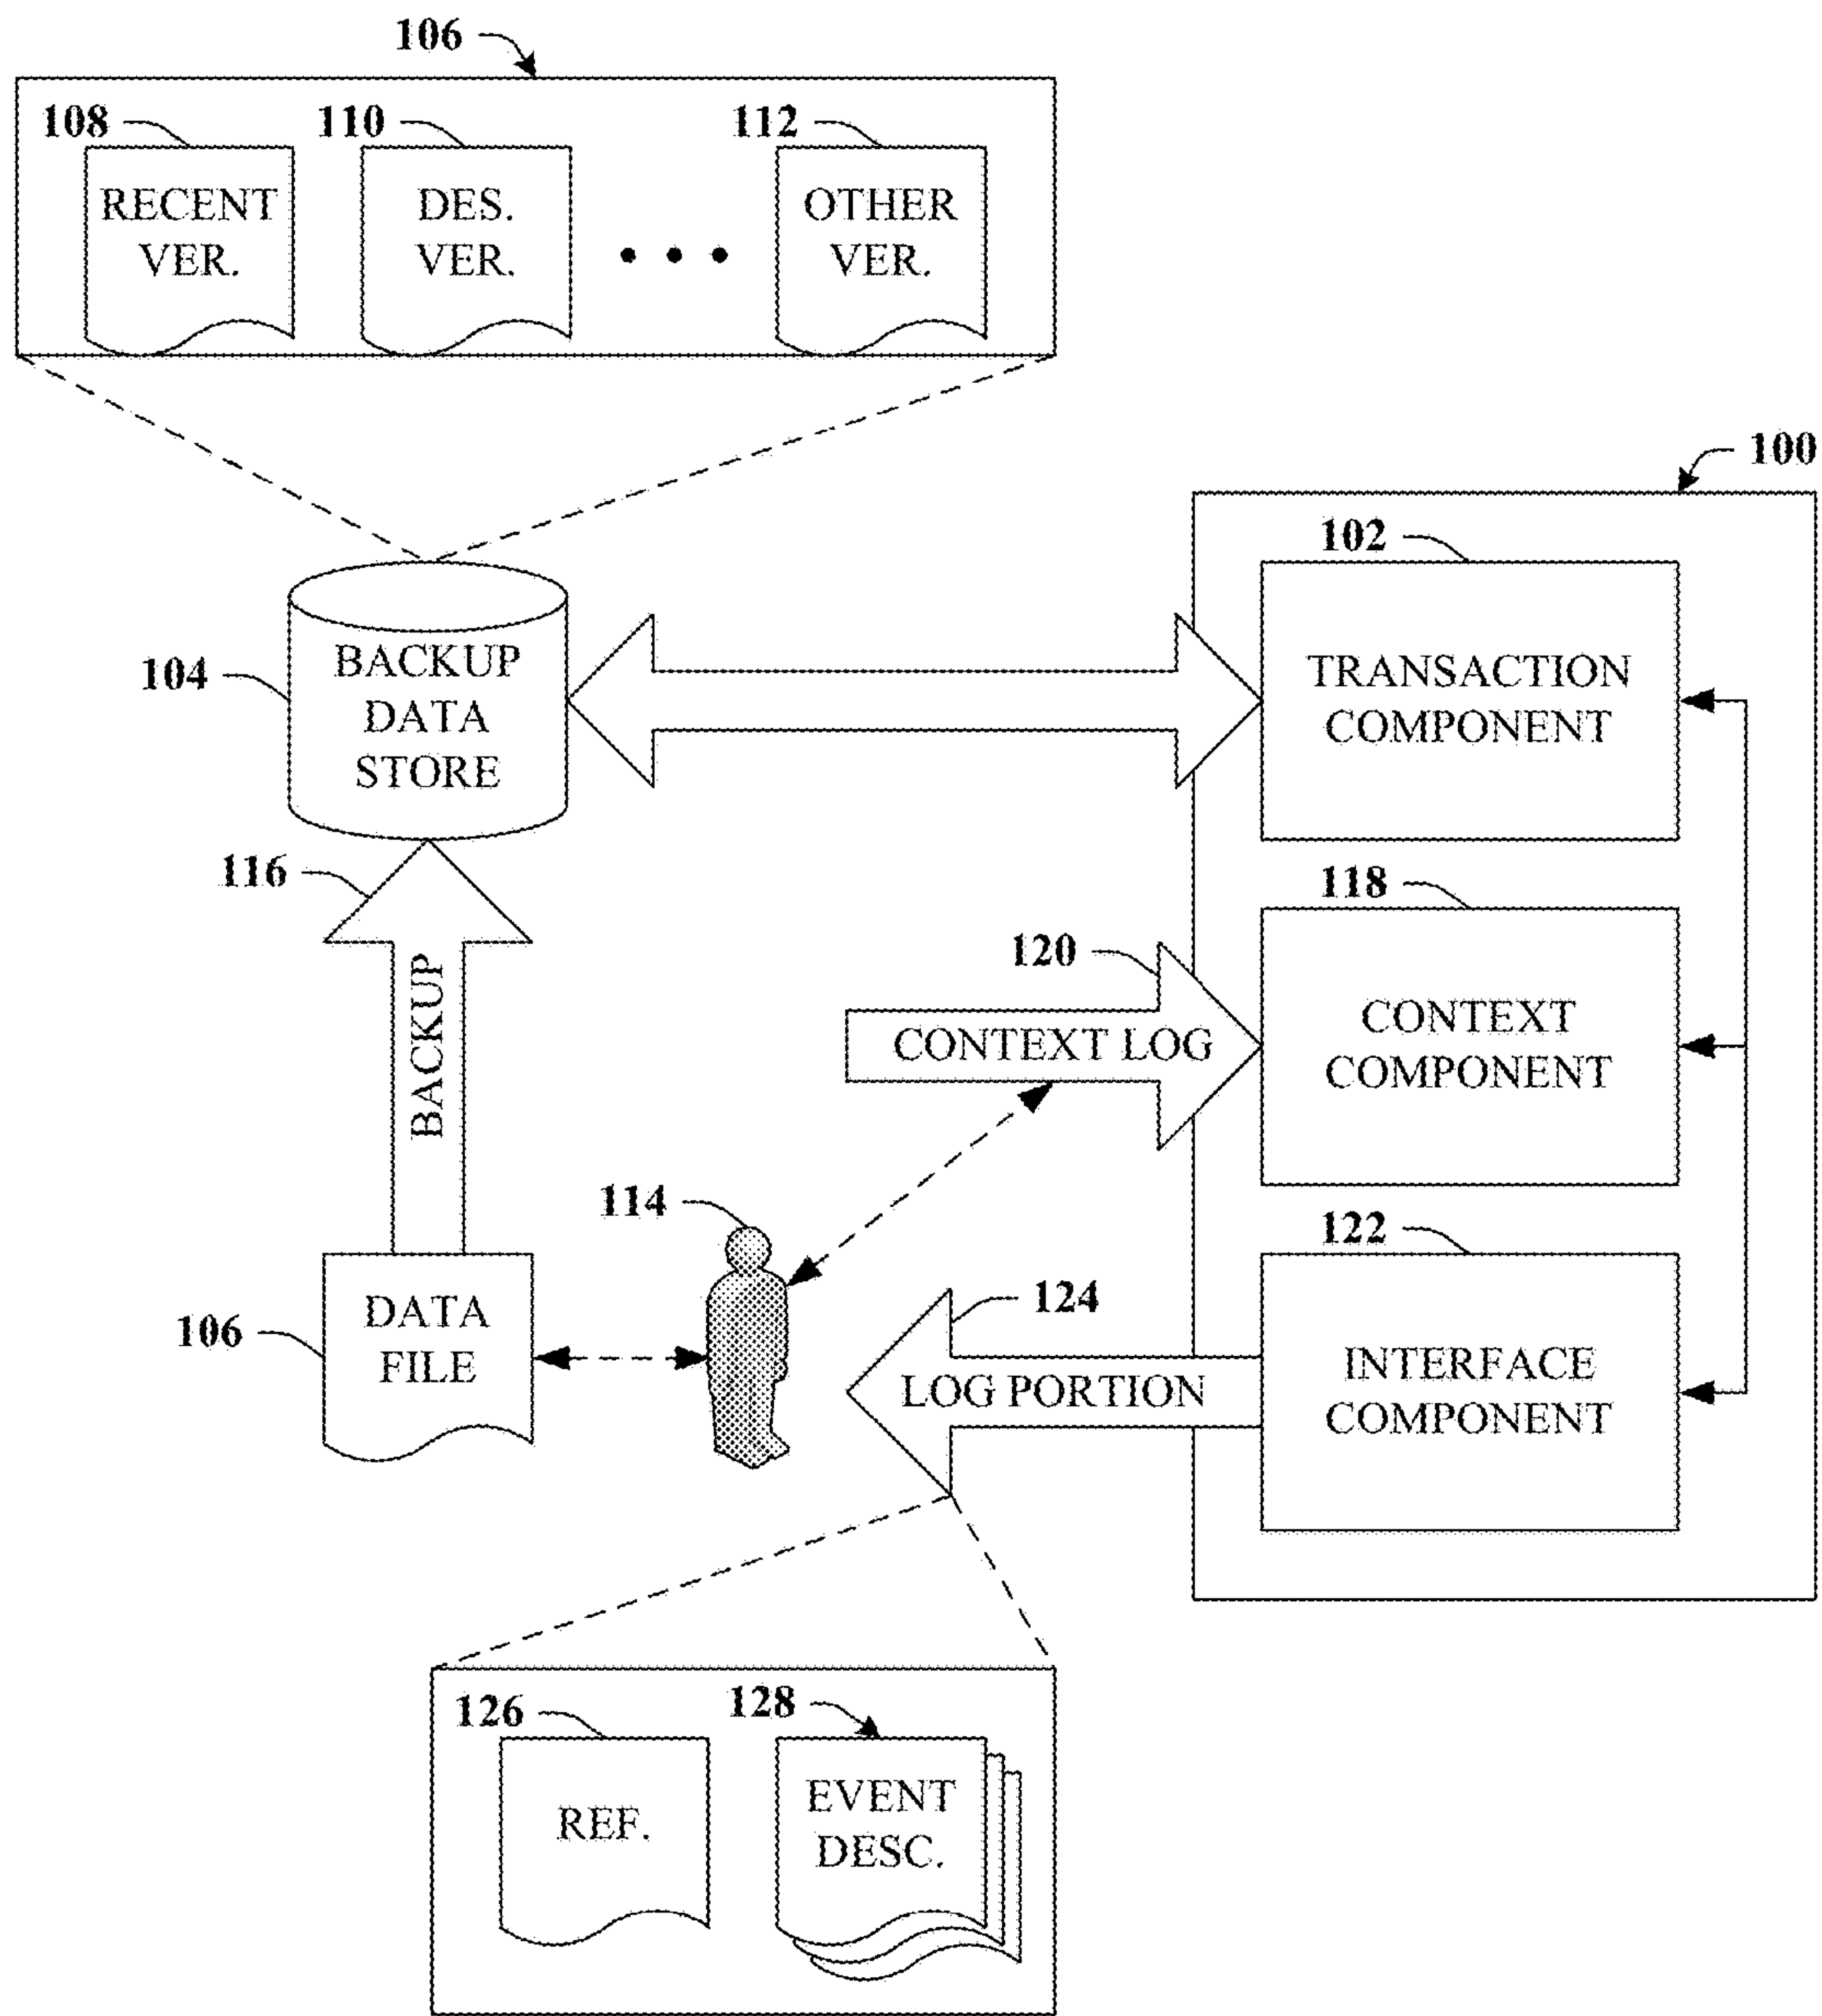 106
108
110
112
RECENT
VER.
DES.
VER.
OTHER
VER.
100
102
104
BACKUP
DATA
STORE
TRANSACTION
COMPONENT
116
BACKUP
118
120
CONTEXT LOG
CONTEXT
COMPONENT
114
122
106
DATA
FILE
124
LOG PORTION
INTERFACE
COMPONENT
126
128
REF.
EVENT
DESC.